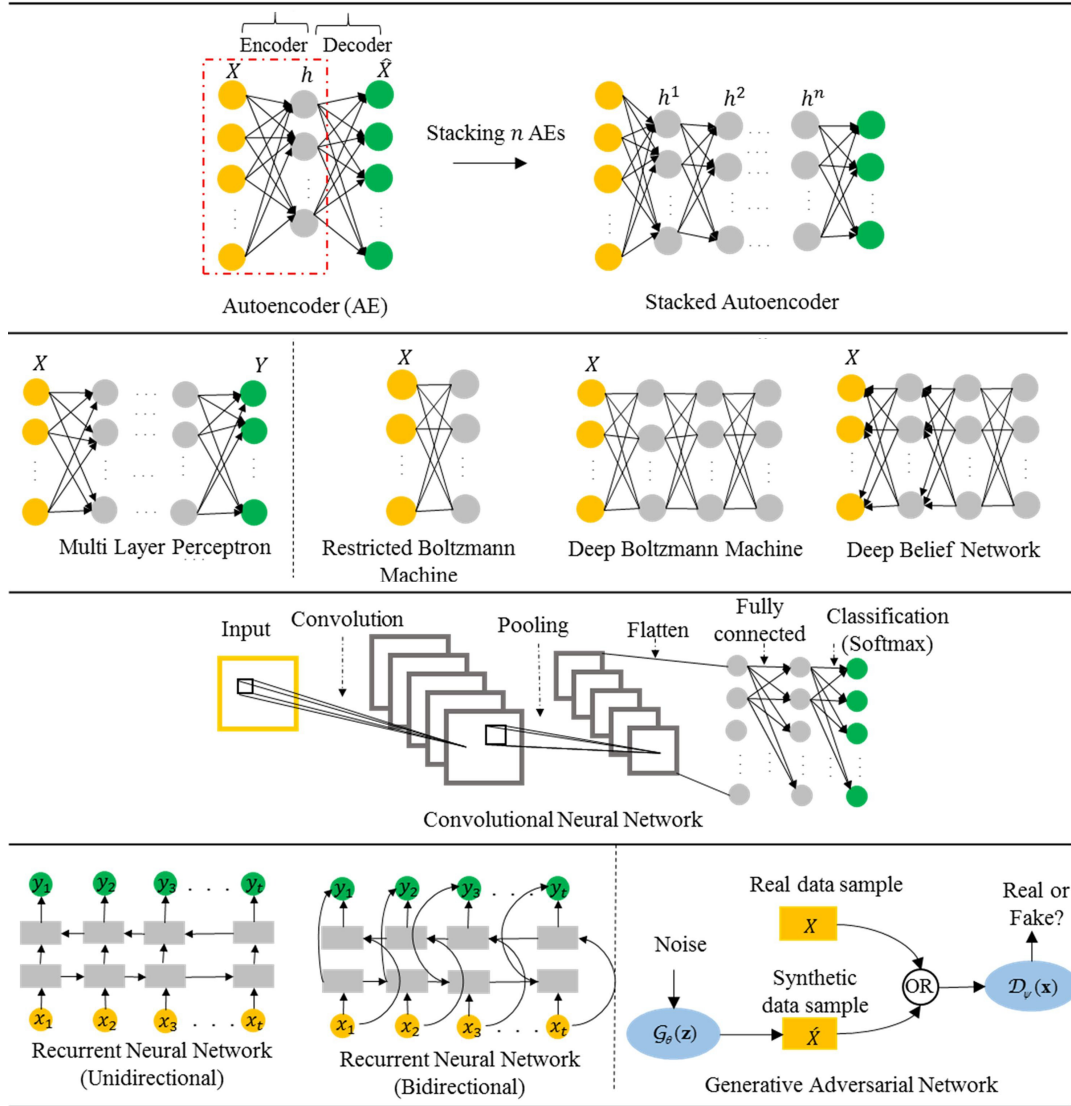 Encoder Decoder
X h X̂
Stacking n AEs
h¹ h² hⁿ
Autoencoder (AE)
Stacked Autoencoder
X Y
X
X
X
Multi Layer Perceptron
Restricted Boltzmann
Machine
Deep Boltzmann Machine
Deep Belief Network
Input
Convolution
Pooling
Flatten
Fully
connected
Classification
(Softmax)
Convolutional Neural Network
y₁ y₂ y₃ . . . yₜ
x₁ x₂ x₃ . . . xₜ
Recurrent Neural Network
(Unidirectional)
y₁ y₂ y₃ . . . . yₜ
x₁ x₂ x₃ . . . xₜ
Recurrent Neural Network
(Bidirectional)
Real data sample
X
Real or
Fake?
Noise
Synthetic
data sample
OR
𝒟ψ(x)
𝒢θ(z)
X́
Generative Adversarial Network